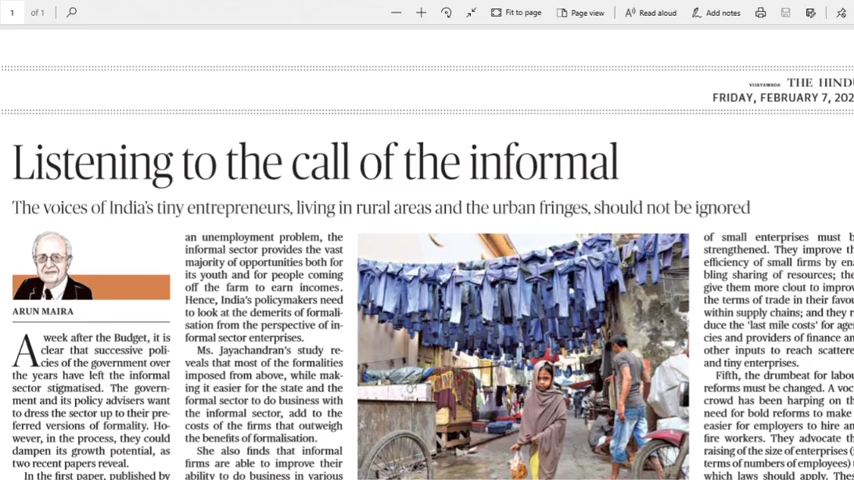 1 of 1
Fit to page
Page view
Read aloud
Add notes
VIJAYAWADA THE HINDU
FRIDAY, FEBRUARY 7, 202
Listening to the call of the informal
The voices of India's tiny entrepreneurs, living in rural areas and the urban fringes, should not be ignored
ARUN MAIRA
A week after the Budget, it is
clear that successive poli-
cies of the government over
the years have left the informal
sector stigmatised. The govern-
ment and its policy advisers want
to dress the sector up to their pre-
ferred versions of formality. Ho-
wever, in the process, they could
dampen its growth potential, as
two recent papers reveal.
In the first paper, published by
an unemployment problem, the
informal sector provides the vast
majority of opportunities both for
its youth and for people coming
off the farm to earn incomes.
Hence, India's policymakers need
to look at the demerits of formali-
sation from the perspective of in-
formal sector enterprises.
Ms. Jayachandran's study re-
veals that most of the formalities
imposed from above, while mak-
ing it easier for the state and the
formal sector to do business with
the informal sector, add to the
costs of the firms that outweigh
the benefits of formalisation.
She also finds that informal
firms are able to improve their
ability to do business in various
of small enterprises must b
strengthened. They improve th
efficiency of small firms by ena
bling sharing of resources; the
give them more clout to improv
the terms of trade in their favou
within supply chains; and they r
duce the 'last mile costs' for agen
cies and providers of finance an
other inputs to reach scattere
and tiny enterprises.
Fifth, the drumbeat for labou
reforms must be changed. A voc
crowd has been harping on th
need for bold reforms to make
easier for employers to hire an
fire workers. They advocate th
raising of the size of enterprises (i
terms of numbers of employees) t
which laws should apply. Thes